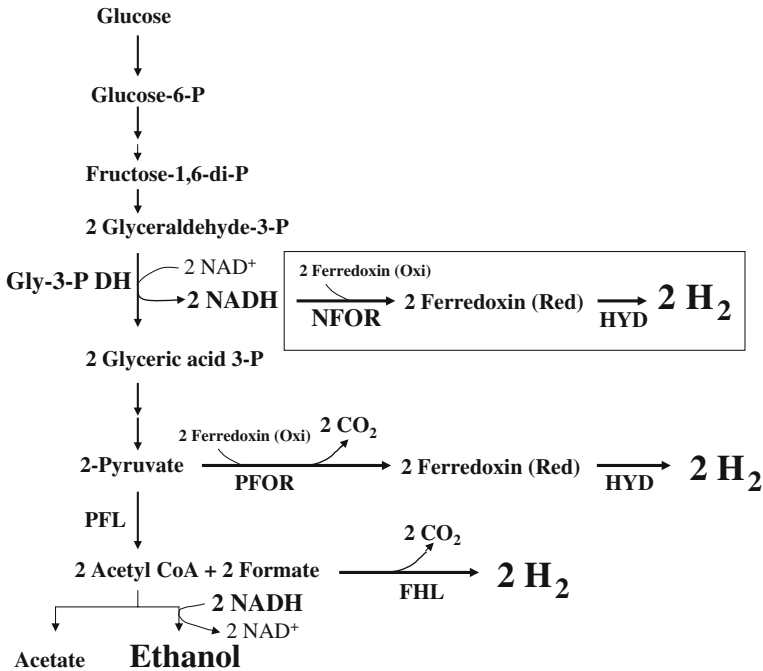 Glucose
Glucose-6-P
Fructose-1,6-di-P
2 Glyceraldehyde-3-P
Gly-3-P DH
2 NAD⁺
2 NADH
2 Ferredoxin (Oxi)
NFOR
2 Ferredoxin (Red)
HYD
2 H₂
2 Glyceric acid 3-P
2-Pyruvate
2 Ferredoxin (Oxi)
2 CO₂
PFOR
2 Ferredoxin (Red)
HYD
2 H₂
PFL
2 Acetyl CoA + 2 Formate
2 CO₂
FHL
2 H₂
2 NADH
2 NAD⁺
Acetate
Ethanol